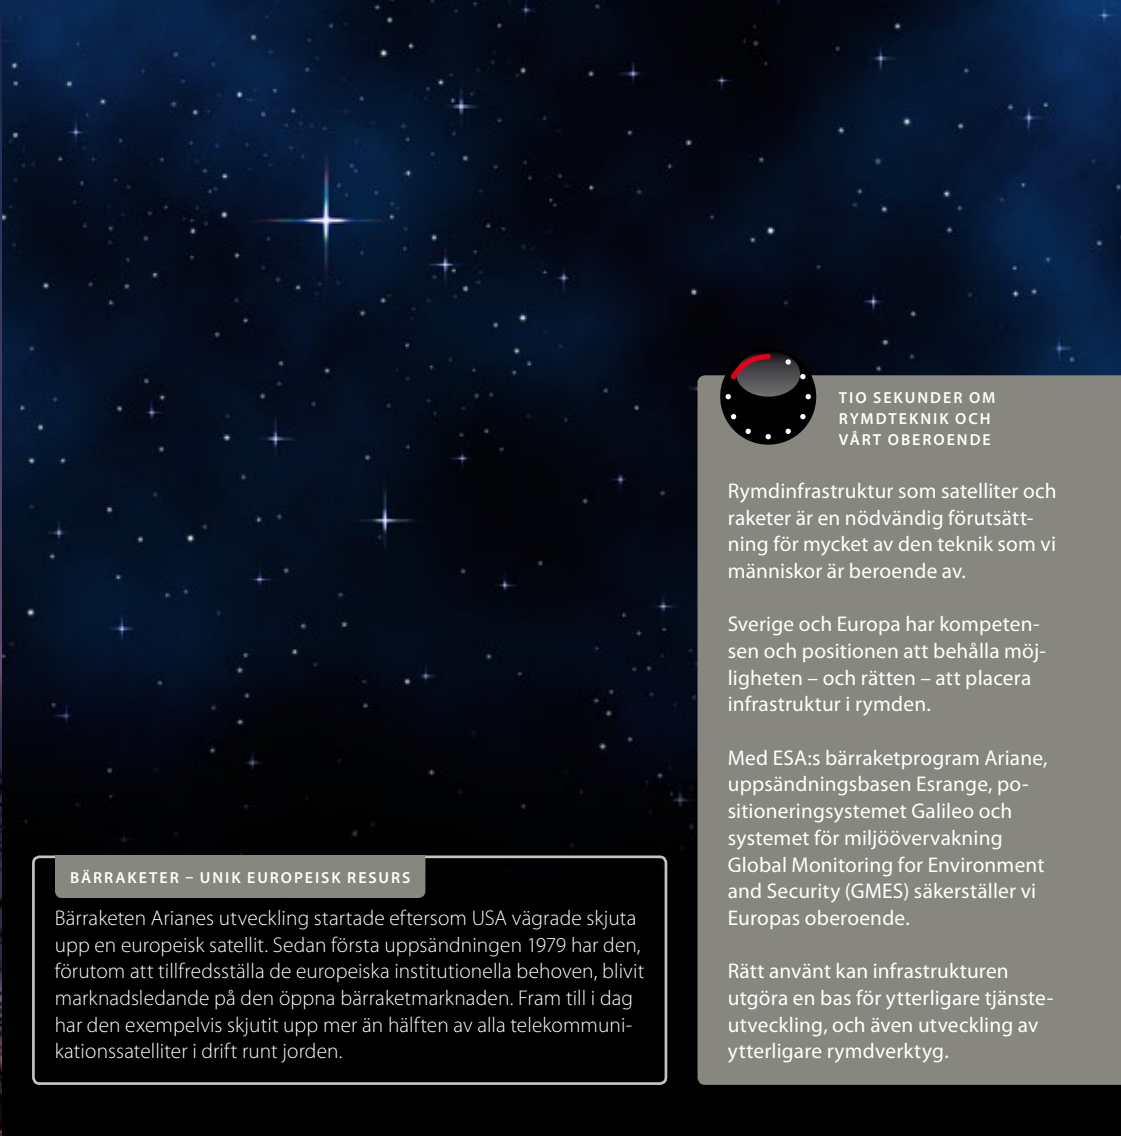 TIO SEKUNDER OM
RYMDTEKNIK OCH
VÅRT OBEROENDE
Rymdinfrastruktur som satelliter och
raketer är en nödvändig förutsätt-
ning för mycket av den teknik som vi
människor är beroende av.
Sverige och Europa har kompeten-
sen och positionen att behålla möj-
ligheten – och rätten – att placera
infrastruktur i rymden.
Med ESA:s bärraketprogram Ariane,
uppsändningsbasen Esrange, po-
sitioneringsystemet Galileo och
systemet för miljöövervakning
Global Monitoring for Environment
and Security (GMES) säkerställer vi
Europas oberoende.
Rätt använt kan infrastrukturen
utgöra en bas för ytterligare tjänste-
utveckling, och även utveckling av
ytterligare rymdverktyg.
BÄRRAKETER – UNIK EUROPEISK RESURS
Bärraketen Arianes utveckling startade eftersom USA vägrade skjuta
upp en europeisk satellit. Sedan första uppsändningen 1979 har den,
förutom att tillfredsställa de europeiska institutionella behoven, blivit
marknadsledande på den öppna bärraketmarknaden. Fram till i dag
har den exempelvis skjutit upp mer än hälften av alla telekommuni-
kationssatelliter i drift runt jorden.